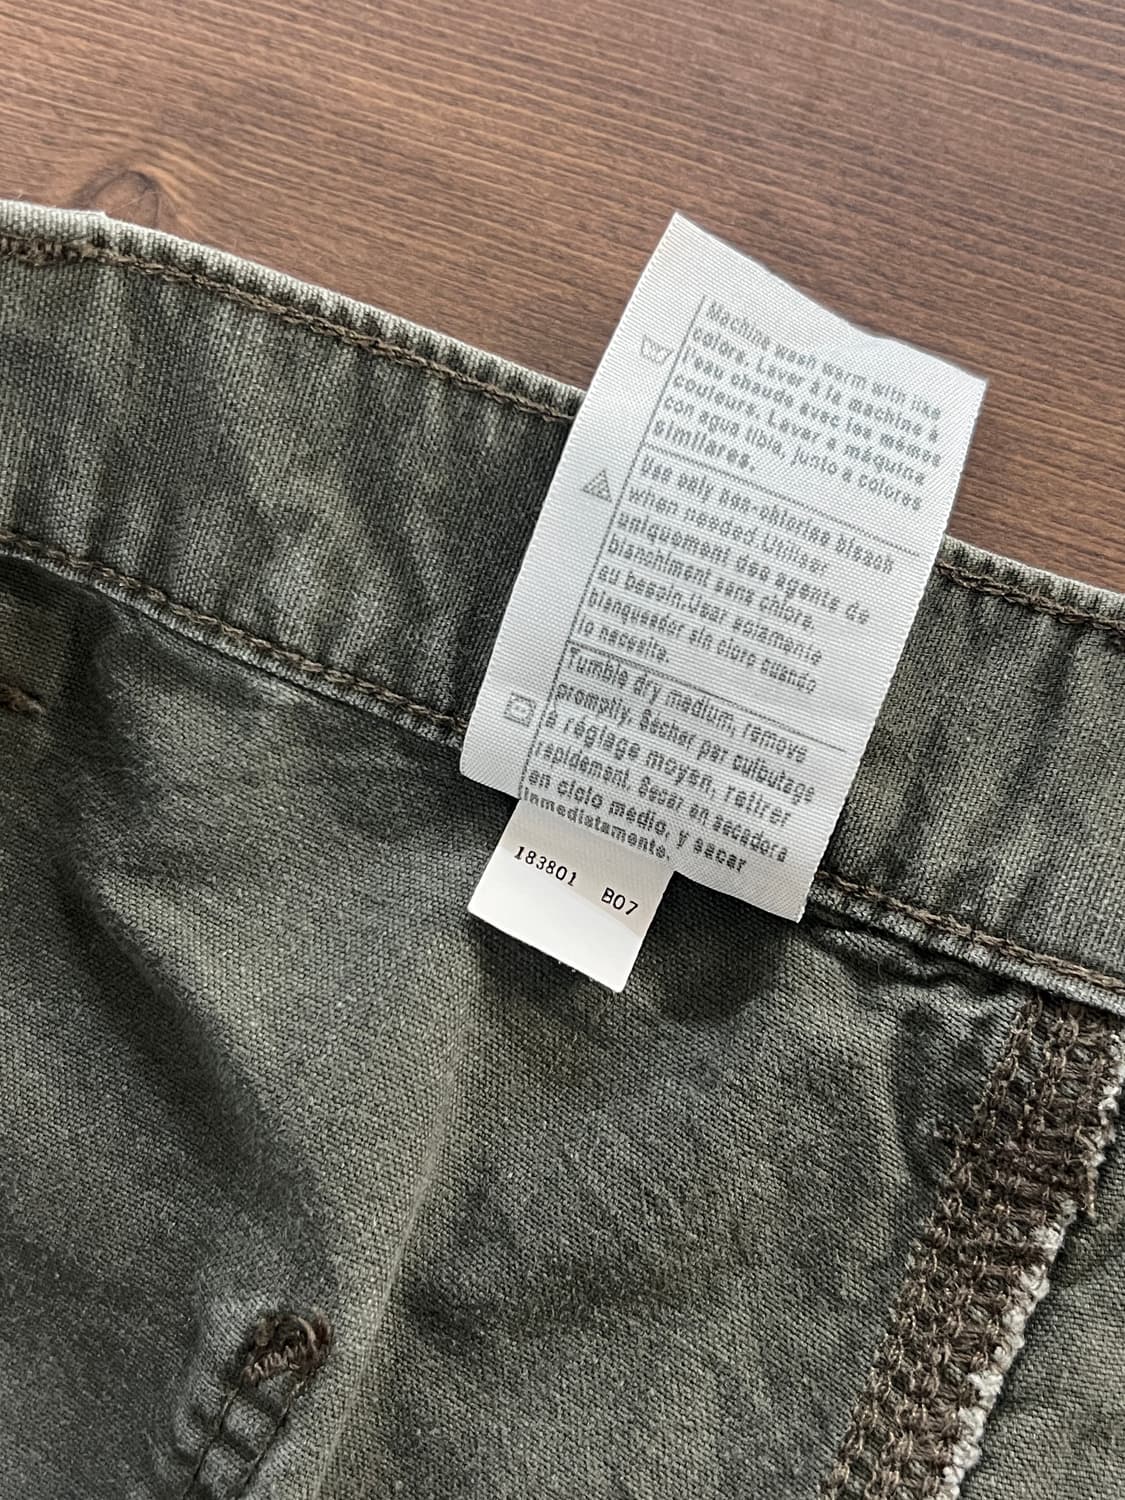 Machine wash warm with like
colors. Laver à la machine à
l'eau chaude avec les mêmes
couleurs. Lavar a máquina
con agua tibia, junto a colores
similares.
Use only non-chlorine bleach
when needed.Utiliser
uniquement des agents de
blanchiment sans chlore,
au besoin.Usar solamente
blanqueador sin cloro cuando
lo necesite.
Tumble dry medium, remove
promptly. Sécher par culbutage
à réglage moyen, retirer
rapidement. Secar en secadora
en ciclo medio, y sacar
inmediatamente.
183801 B07